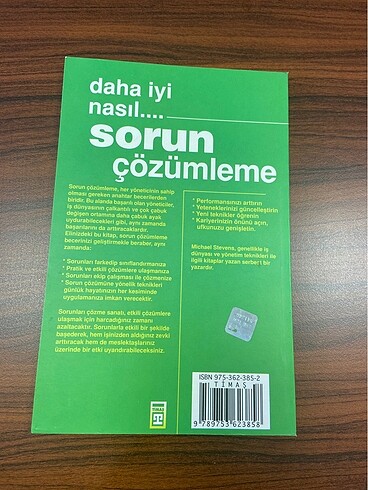 daha iyi
nasıl....
sorun
çözümleme
Sorun çözümleme, her yöneticinin sahip
olması gereken anahtar becerilerden
biridir. Bu alanda başarılı olan yöneticiler,
iş dünyasının çalkantılı ve çok çabuk
değişen ortamına daha çabuk ayak
uydurabilecekleri gibi, aynı zamanda
başarılarını da arttıracaklardır.
Elinizdeki bu kitap, sorun çözümleme
becerinizi geliştirmekle beraber, aynı
zamanda:
* Sorunları farkedip sınıflandırmanıza
* Pratik ve etkili çözümlere ulaşmanıza
* Sorunları ekip çalışması ile çözmenize
* Sorun çözümüne yönelik teknikleri
günlük hayatınızın her kesiminde
uygulamanıza imkan verecektir.
Sorunları çözme sanatı, etkili çözümlere
ulaşmak için harcadığınız zamanı
azaltacaktır. Sorunlarla etkili bir şekilde
başederek, hem işinizden aldığınız zevki
arttıracak hem de meslektaşlarınız
üzerinde bir etki uyandırabileceksiniz.
* Performansınızı arttırın
* Yeteneklerinizi güncelleştirin
* Yeni teknikler öğrenin
* Kariyerinizin önünü açın,
ufkunuzu genişletin.
Michael Stevens, genellikle iş
dünyası ve yönetim teknikleri ile
ilgili kitaplar yazan serbest bir
yazardır.
ISBN 975-362-385-2
TİMAŞ
9 789753 623858
TİMAŞ